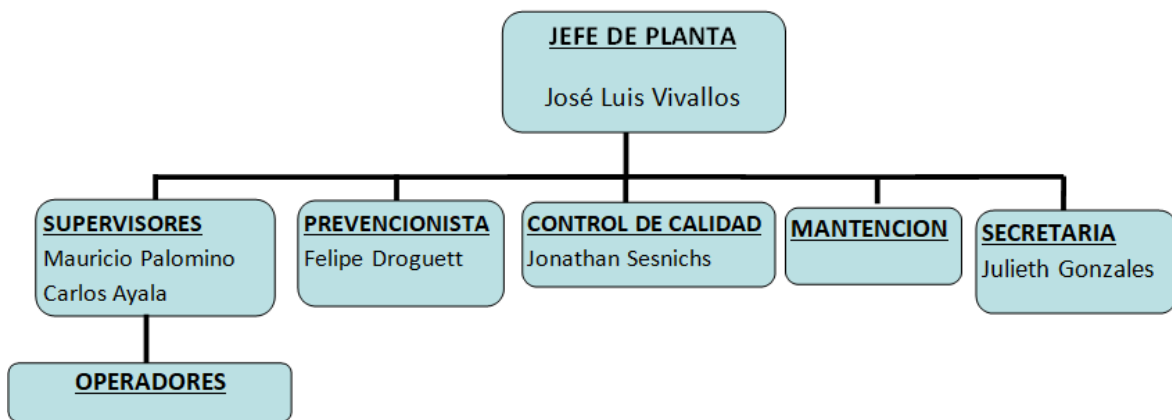 JEFE DE PLANTA
José Luis Vivallos
SUPERVISORES
Mauricio Palomino
Carlos Ayala
PREVENCIONISTA
Felipe Droguett
CONTROL DE CALIDAD
Jonathan Sesnichs
MANTENCION
SECRETARIA
Julieth Gonzales
OPERADORES